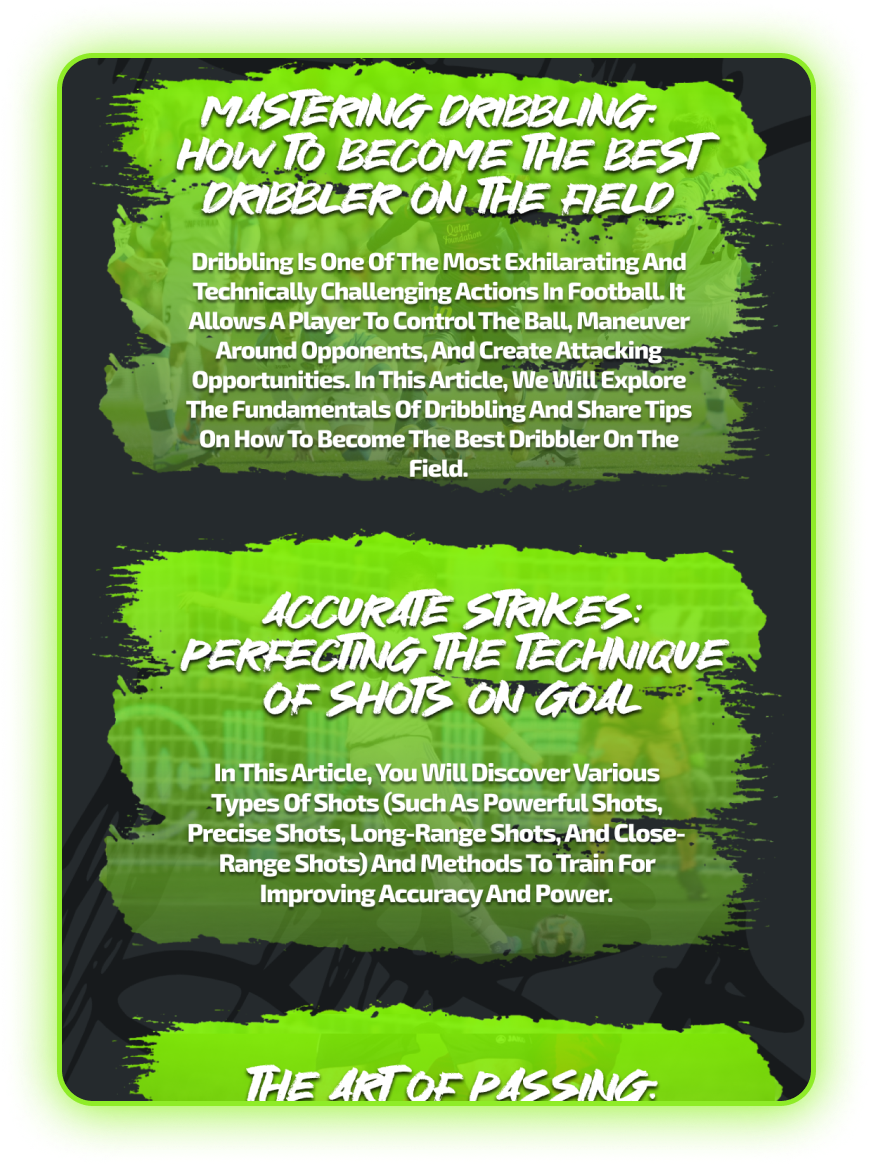 MASTERING DRIBBLING:
HOW TO BECOME THE BEST
DRIBBLER ON THE FIELD
Qatar
Foundation
Dribbling Is One Of The Most Exhilarating And
Technically Challenging Actions In Football. It
Allows A Player To Control The Ball, Maneuver
Around Opponents, And Create Attacking
Opportunities. In This Article, We Will Explore
The Fundamentals Of Dribbling And Share Tips
On How To Become The Best Dribbler On The
Field.
ACCURATE STRIKES:
PERFECTING THE TECHNIQUE
OF SHOTS ON GOAL
In This Article, You Will Discover Various
Types Of Shots (Such As Powerful Shots,
Precise Shots, Long-Range Shots, And Close-
Range Shots) And Methods To Train For
Improving Accuracy And Power.
THE ART OF PASSING: